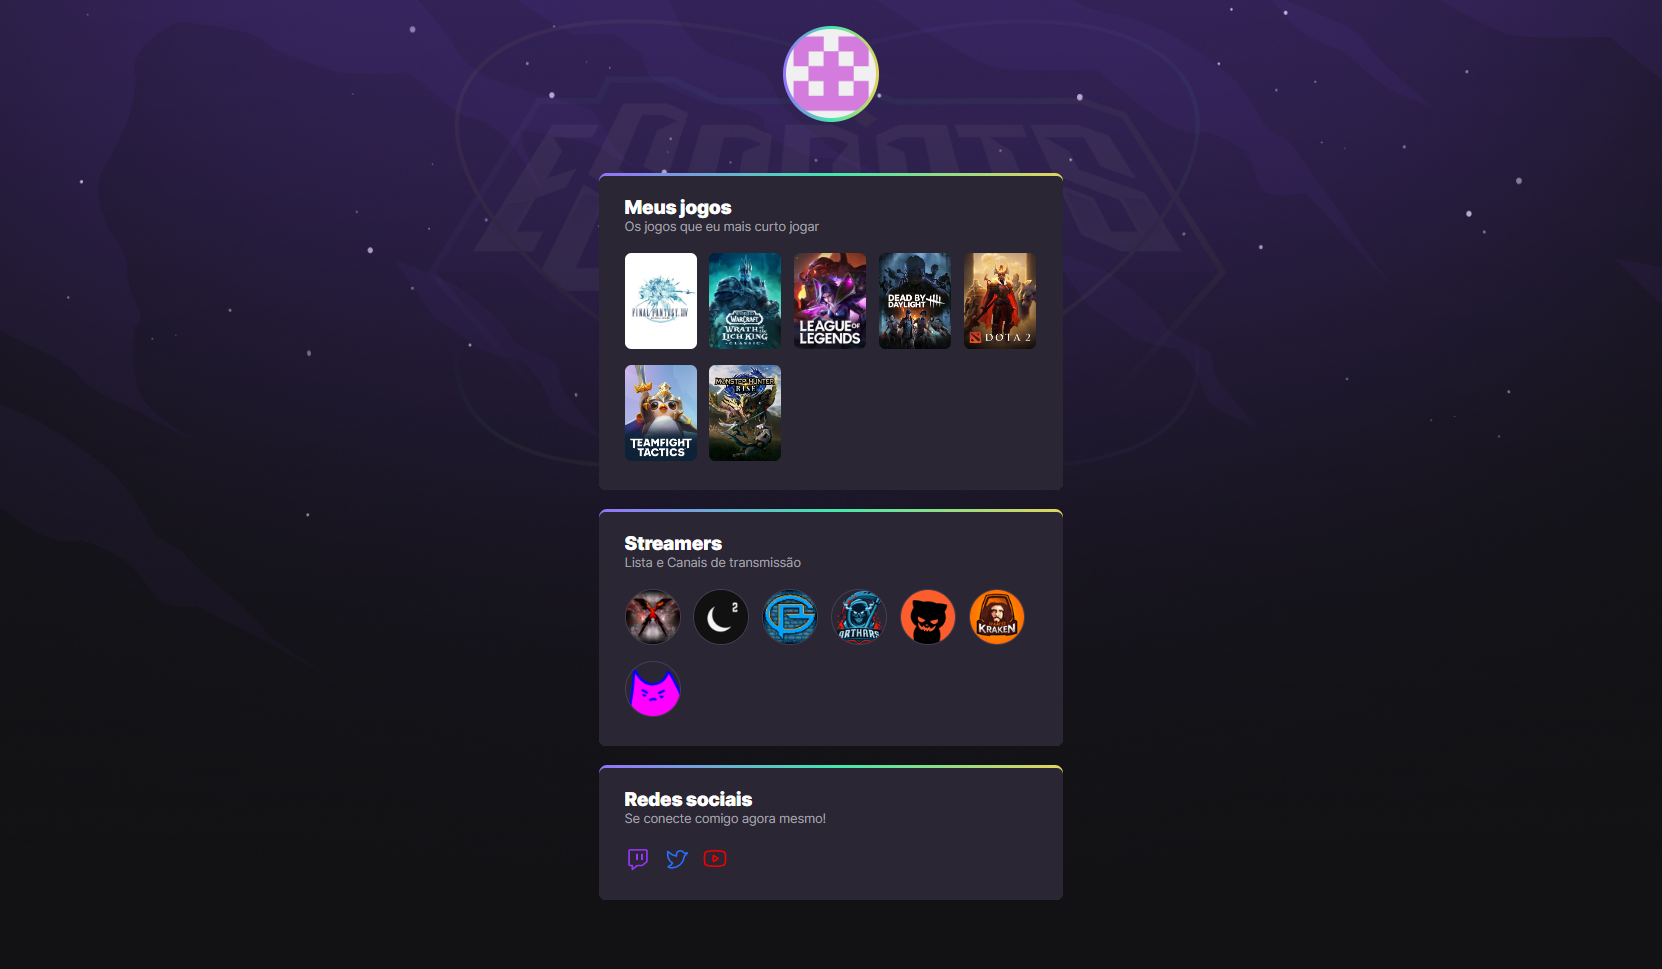 ESPORTS
Meus jogos
Os jogos que eu mais curto jogar
FINAL FANTASY XIV
WARCRAFT
WRATH OF THE
LICH KING
CLASSIC
LEAGUE OF
LEGENDS
DEAD BY
DAYLIGHT
DOTA 2
TEAMFIGHT
TACTICS
MONSTER HUNTER
RISE
Streamers
Lista e Canais de transmissão
2
ARTHARS
KRAKEN
Redes sociais
Se conecte comigo agora mesmo!